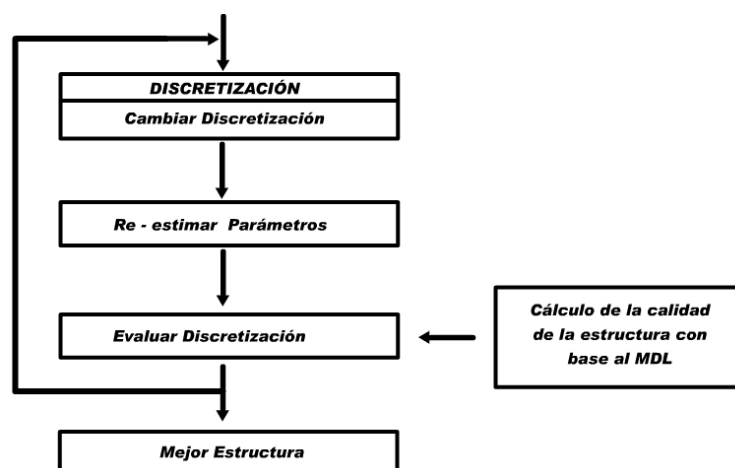 DISCRETIZACIÓN
Cambiar Discretización
Re - estimar Parámetros
Evaluar Discretización
Cálculo de la calidad
de la estructura con
base al MDL
Mejor Estructura